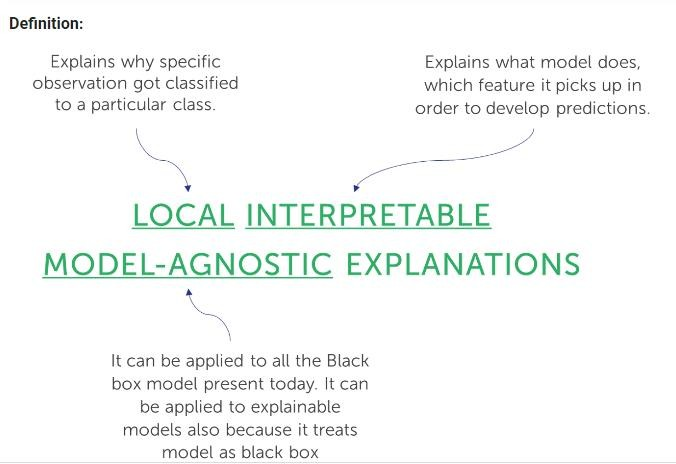 Definition:
Explains why specific
observation got classified
to a particular class.
Explains what model does,
which feature it picks up in
order to develop predictions.
LOCAL INTERPRETABLE
MODEL-AGNOSTIC EXPLANATIONS
It can be applied to all the Black
box model present today. It can
be applied to explainable
models also because it treats
model as black box